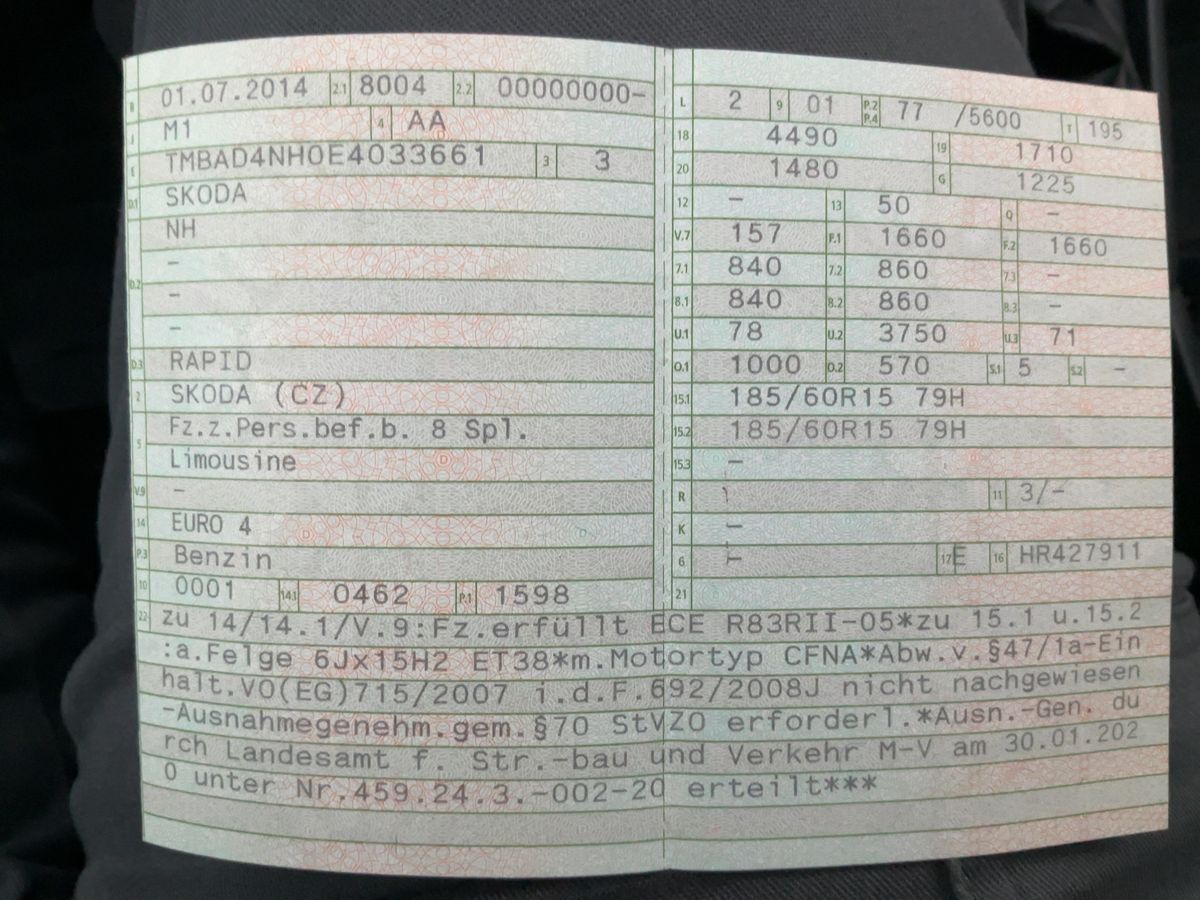 B 01.07.2014 2.1 8004 2.2 00000000-
J M1 4 AA
E TMBAD4NH0E4033661 3 3
D.1 SKODA
NH
-
D.2 -
-
D.3 RAPID
2 SKODA (CZ)
5 Fz.z.Pers.bef.b. 8 Spl.
Limousine
V.9 -
14 EURO 4
P.3 Benzin
10 0001 14.1 0462 P.1 1598
L 2 9 01 P.2 P.4 77 /5600 T 195
18 4490 19 1710
20 1480 G 1225
12 - 13 50 Q -
V.7 157 F.1 1660 F.2 1660
7.1 840 7.2 860 7.3 -
8.1 840 8.2 860 8.3 -
U.1 78 U.2 3750 U.3 71
O.1 1000 O.2 570 S.1 5 S.2 -
15.1 185/60R15 79H
15.2 185/60R15 79H
15.3 -
R 11 3/-
K -
6 17 E 16 HR427911
21
22 zu 14/14.1/V.9:Fz.erfüllt ECE R83RII-05*zu 15.1 u.15.2
:a.Felge 6Jx15H2 ET38*m.Motortyp CFNA*Abw.v.§47/1a-Ein
halt.VO(EG)715/2007 i.d.F.692/2008J nicht nachgewiesen
-Ausnahmegenehm.gem.§70 StVZO erforderl.*Ausn.-Gen. du
rch Landesamt f. Str.-bau und Verkehr M-V am 30.01.202
0 unter Nr.459.24.3.-002-20 erteilt***